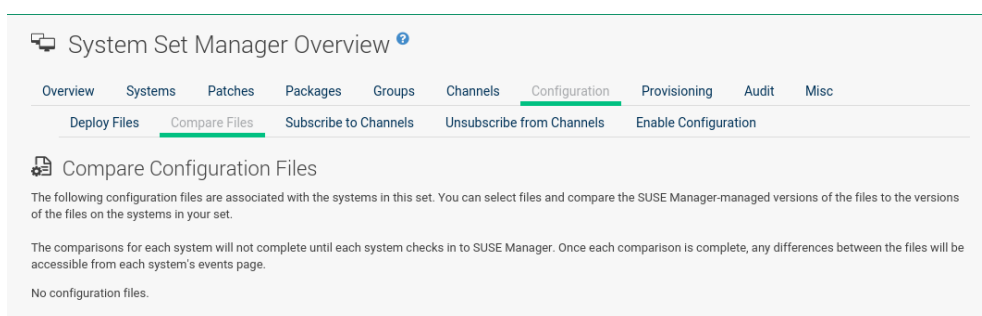 System Set Manager Overview ?
Overview Systems Patches Packages Groups Channels Configuration Provisioning Audit Misc
Deploy Files Compare Files Subscribe to Channels Unsubscribe from Channels Enable Configuration
Compare Configuration Files
The following configuration files are associated with the systems in this set. You can select files and compare the SUSE Manager-managed versions of the files to the versions
of the files on the systems in your set.
The comparisons for each system will not complete until each system checks in to SUSE Manager. Once each comparison is complete, any differences between the files will be
accessible from each system's events page.
No configuration files.